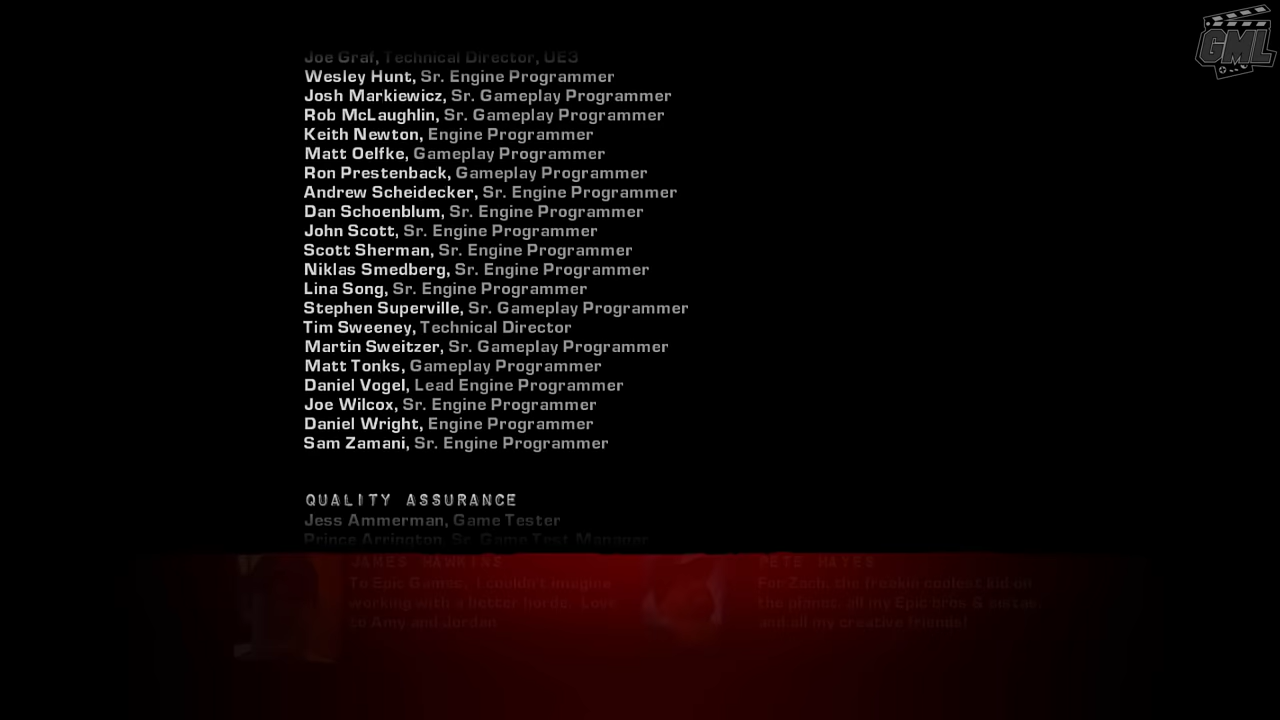 GML
Joe Graf, Technical Director, UE3
Wesley Hunt, Sr. Engine Programmer
Josh Markiewicz, Sr. Gameplay Programmer
Rob McLaughlin, Sr. Gameplay Programmer
Keith Newton, Engine Programmer
Matt Oelfke, Gameplay Programmer
Ron Prestenback, Gameplay Programmer
Andrew Scheidecker, Sr. Engine Programmer
Dan Schoenblum, Sr. Engine Programmer
John Scott, Sr. Engine Programmer
Scott Sherman, Sr. Engine Programmer
Niklas Smedberg, Sr. Engine Programmer
Lina Song, Sr. Engine Programmer
Stephen Superville, Sr. Gameplay Programmer
Tim Sweeney, Technical Director
Martin Sweitzer, Sr. Gameplay Programmer
Matt Tonks, Gameplay Programmer
Daniel Vogel, Lead Engine Programmer
Joe Wilcox, Sr. Engine Programmer
Daniel Wright, Engine Programmer
Sam Zamani, Sr. Engine Programmer
QUALITY ASSURANCE
Jess Ammerman, Game Tester
Prince Arrington, Sr. Game Test Manager
JAMES HAWKINS
To Epic Games, I couldn't imagine
working with a better horde. Love
to Amy and Jordan
PETE HAYES
For Zach, the freakin coolest kid on
the planet, all my Epic bros & sistas
and all my creative friends!